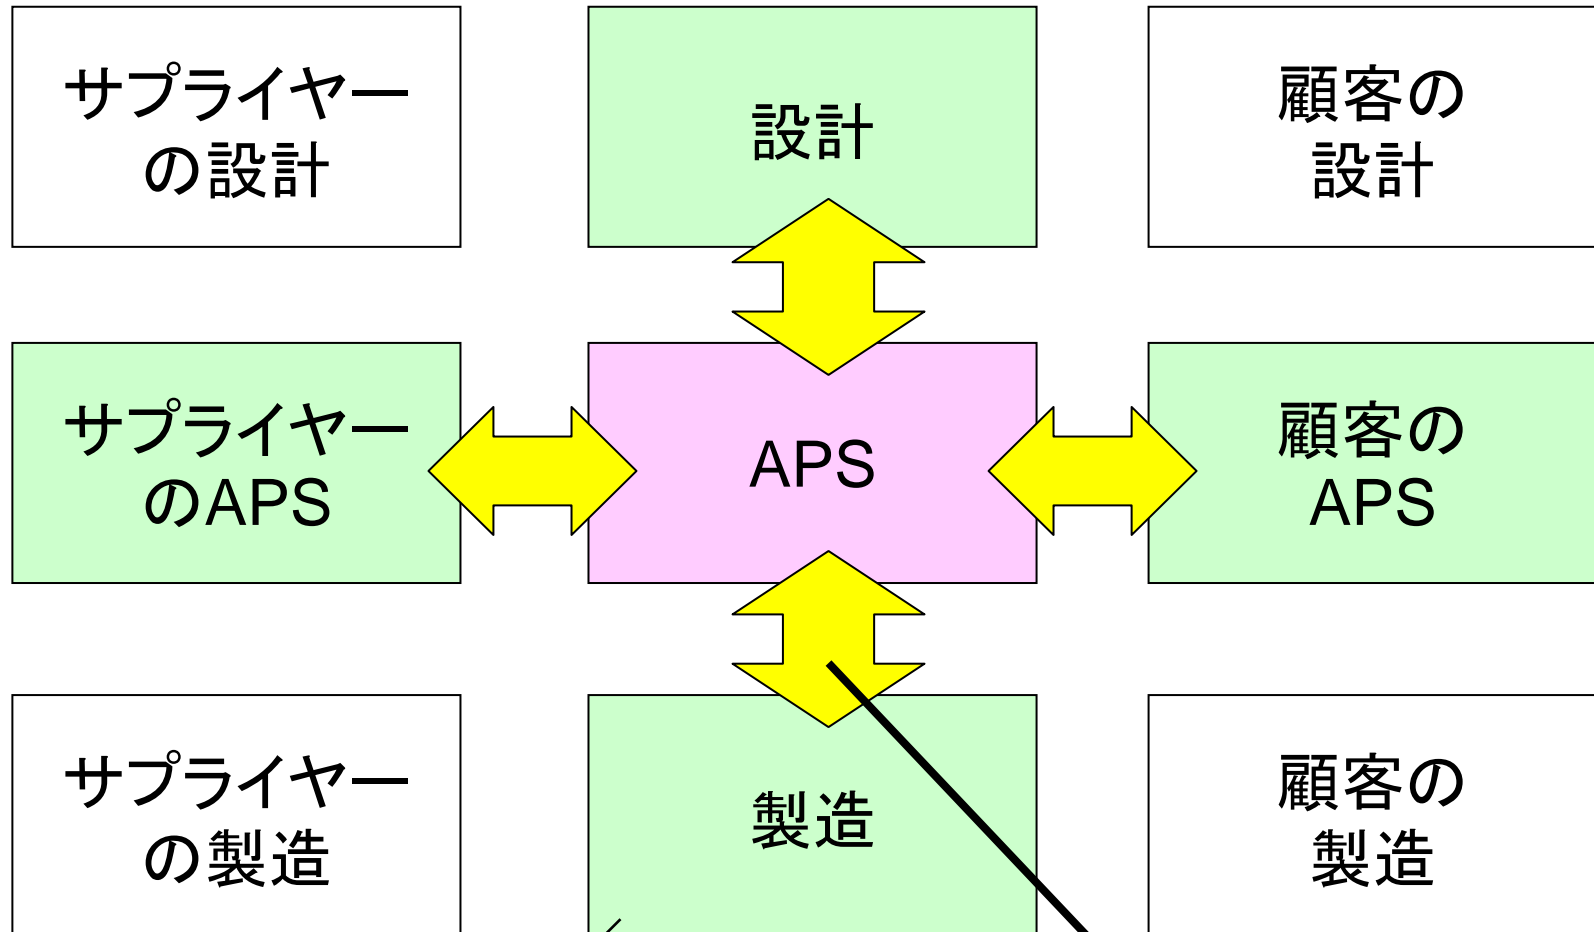 サプライヤー
の設計
設計
顧客の
設計
サプライヤー
のAPS
APS
顧客の
APS
サプライヤー
の製造
製造
顧客の
製造